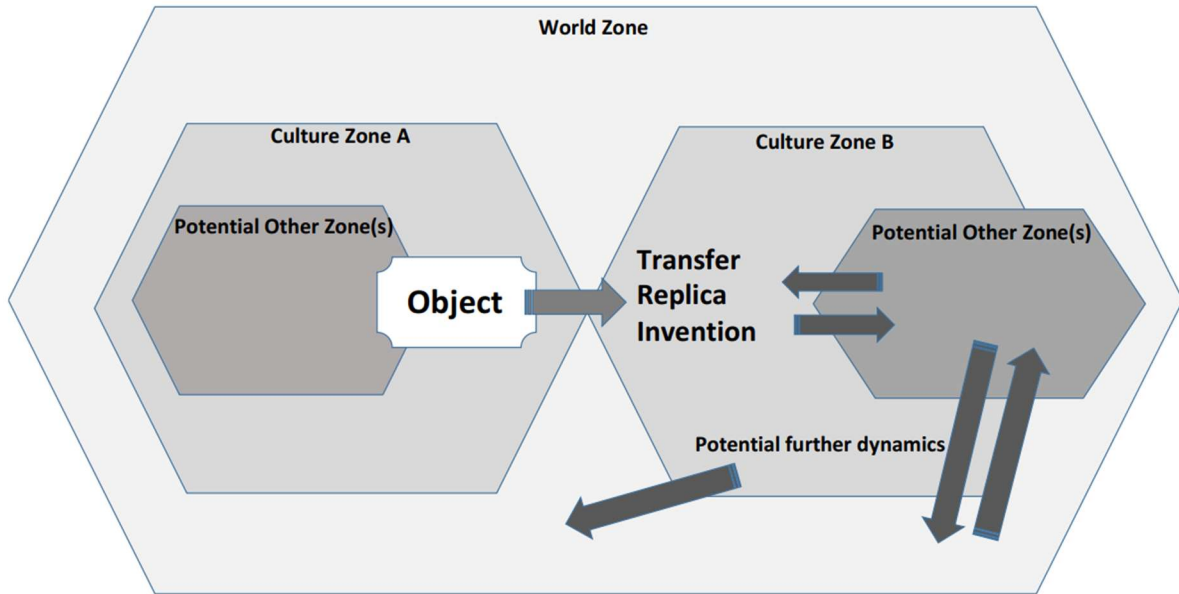 World Zone
Culture Zone A
Culture Zone B
Potential Other Zone(s)
Potential Other Zone(s)
Object
Transfer
Replica
Invention
Potential further dynamics